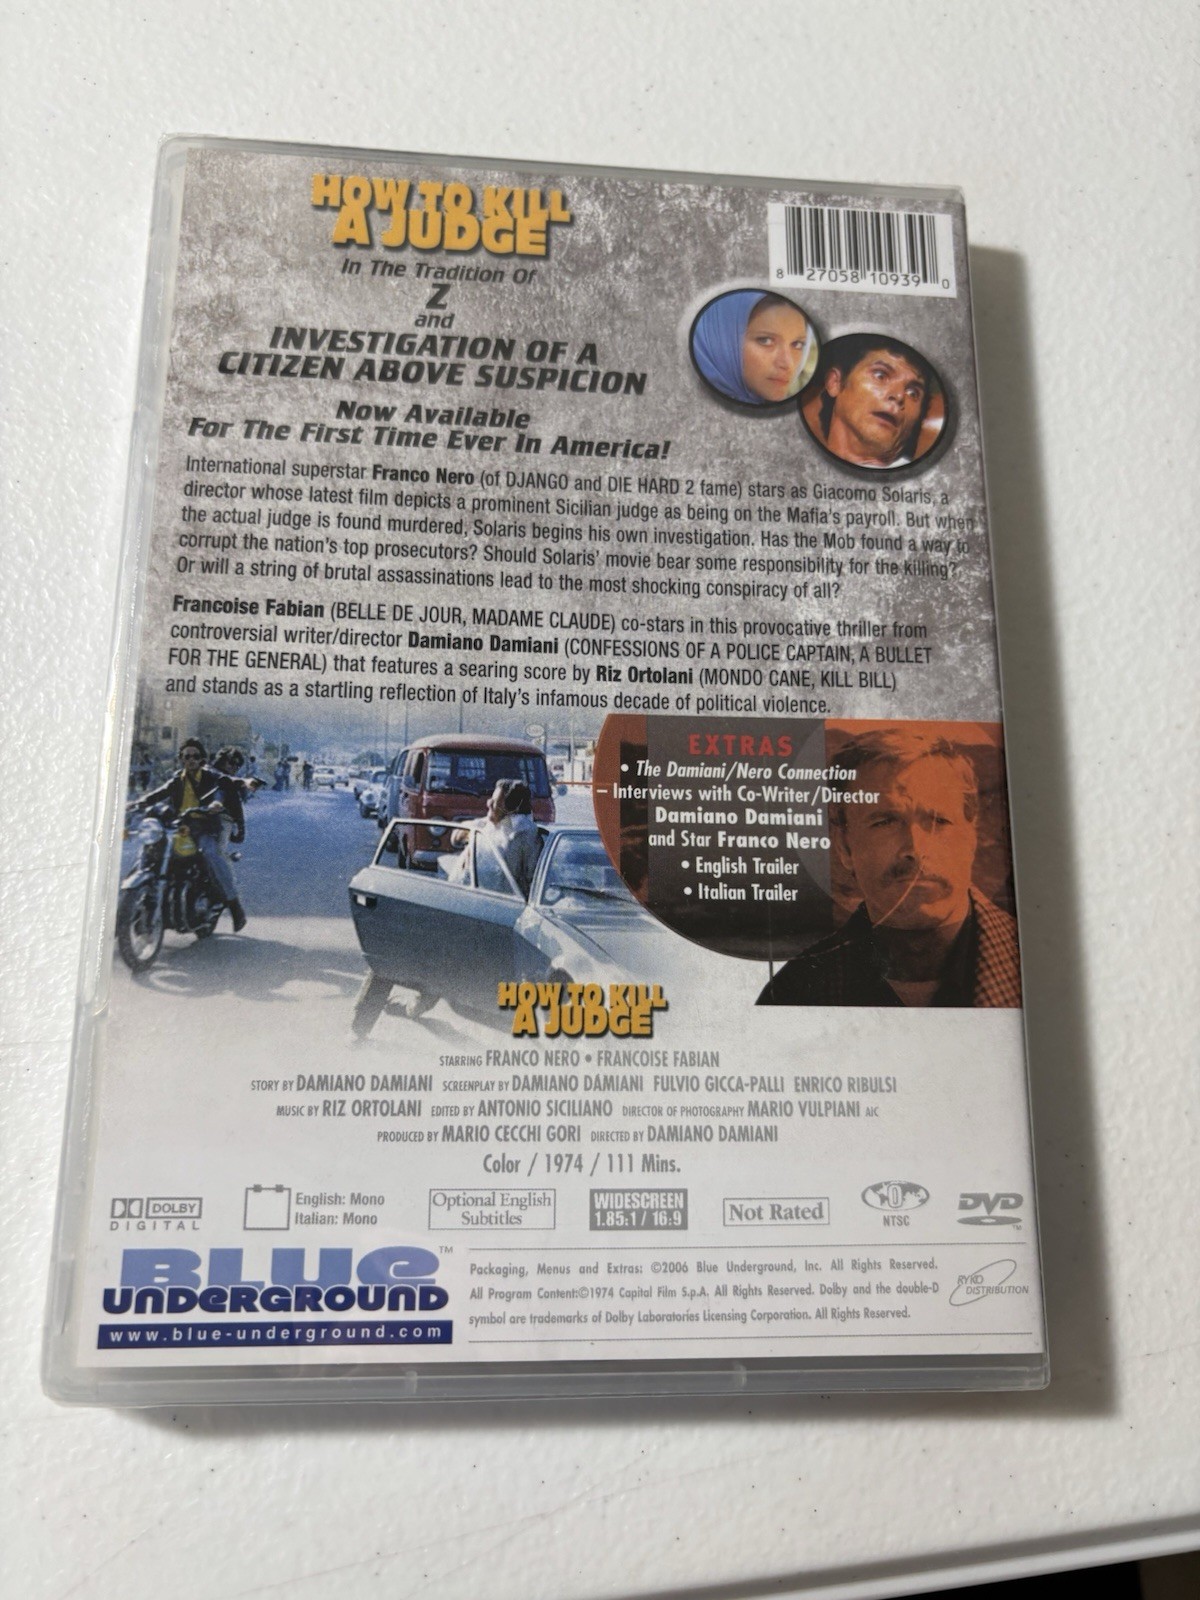 HOW TO KILL
A JUDGE
In The Tradition Of
Z
and
INVESTIGATION OF A
CITIZEN ABOVE SUSPICION
Now Available
For The First Time Ever In America!
8 27058 10939 0
International superstar Franco Nero (of DJANGO and DIE HARD 2 fame) stars as Giacomo Solaris, a
director whose latest film depicts a prominent Sicilian judge as being on the Mafia's payroll. But when
the actual judge is found murdered, Solaris begins his own investigation. Has the Mob found a way to
corrupt the nation's top prosecutors? Should Solaris' movie bear some responsibility for the killing?
Or will a string of brutal assassinations lead to the most shocking conspiracy of all?
Francoise Fabian (BELLE DE JOUR, MADAME CLAUDE) co-stars in this provocative thriller from
controversial writer/director Damiano Damiani (CONFESSIONS OF A POLICE CAPTAIN, A BULLET
FOR THE GENERAL) that features a searing score by Riz Ortolani (MONDO CANE, KILL BILL)
and stands as a startling reflection of Italy's infamous decade of political violence.
EXTRAS
• The Damiani/Nero Connection
– Interviews with Co-Writer/Director
Damiano Damiani
and Star Franco Nero
• English Trailer
• Italian Trailer
HOW TO KILL
A JUDGE
STARRING FRANCO NERO • FRANCOISE FABIAN
STORY BY DAMIANO DAMIANI SCREENPLAY BY DAMIANO DAMIANI FULVIO GICCA-PALLI ENRICO RIBULSI
MUSIC BY RIZ ORTOLANI EDITED BY ANTONIO SICILIANO DIRECTOR OF PHOTOGRAPHY MARIO VULPIANI AIC
PRODUCED BY MARIO CECCHI GORI DIRECTED BY DAMIANO DAMIANI
Color / 1974 / 111 Mins.
DOLBY
DIGITAL
English: Mono
Italian: Mono
Optional English
Subtitles
WIDESCREEN
1.85:1 / 16:9
Not Rated
0
NTSC
DVD
TM
BLUE
UNDERGROUND
TM
www.blue-underground.com
Packaging, Menus and Extras: ©2006 Blue Underground, Inc. All Rights Reserved.
All Program Content:©1974 Capital Film S.p.A. All Rights Reserved. Dolby and the double-D
symbol are trademarks of Dolby Laboratories Licensing Corporation. All Rights Reserved.
RYKO
DISTRIBUTION